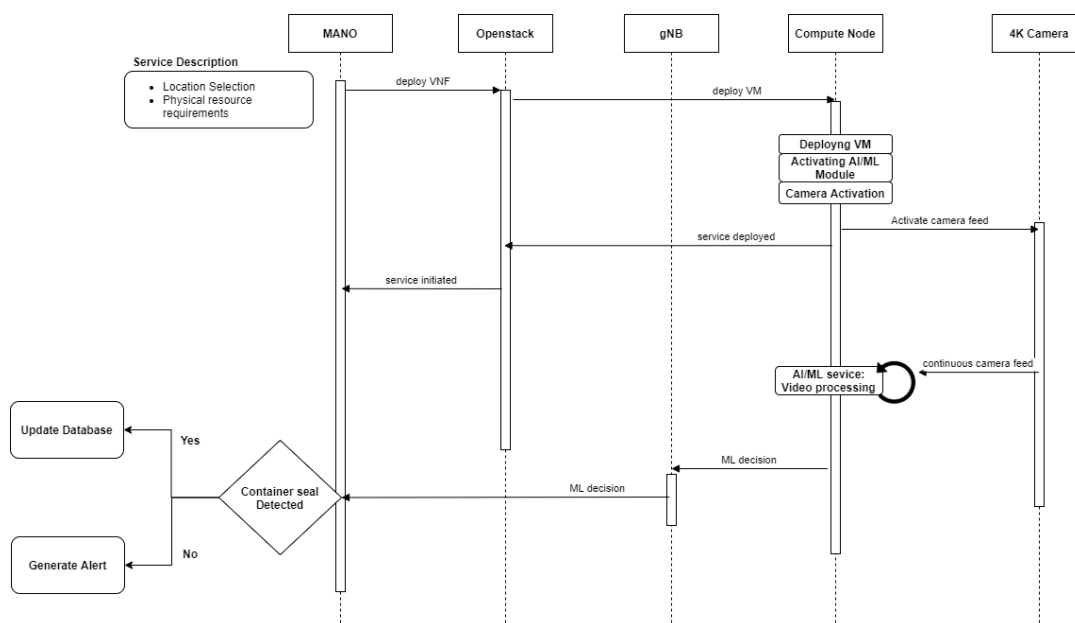 MANO
Openstack
gNB
Compute Node
4K Camera
Service Description
Location Selection
Physical resource
requirements
deploy VNF
deploy VM
Deployng VM
Activating AI/ML
Module
Camera Activation
Activate camera feed
service deployed
service initiated
continuous camera feed
AI/ML sevice:
Video processing
Update Database
Yes
ML decision
Container seal
Detected
ML decision
No
Generate Alert